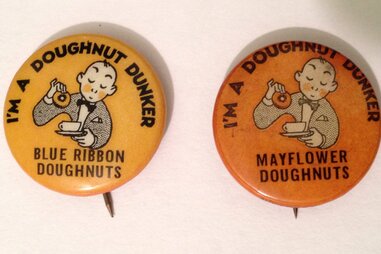 I'M A DOUGHNUT DUNKER
BLUE RIBBON
DOUGHNUTS
I'M A DOUGHNUT DUNKER
MAYFLOWER
DOUGHNUTS